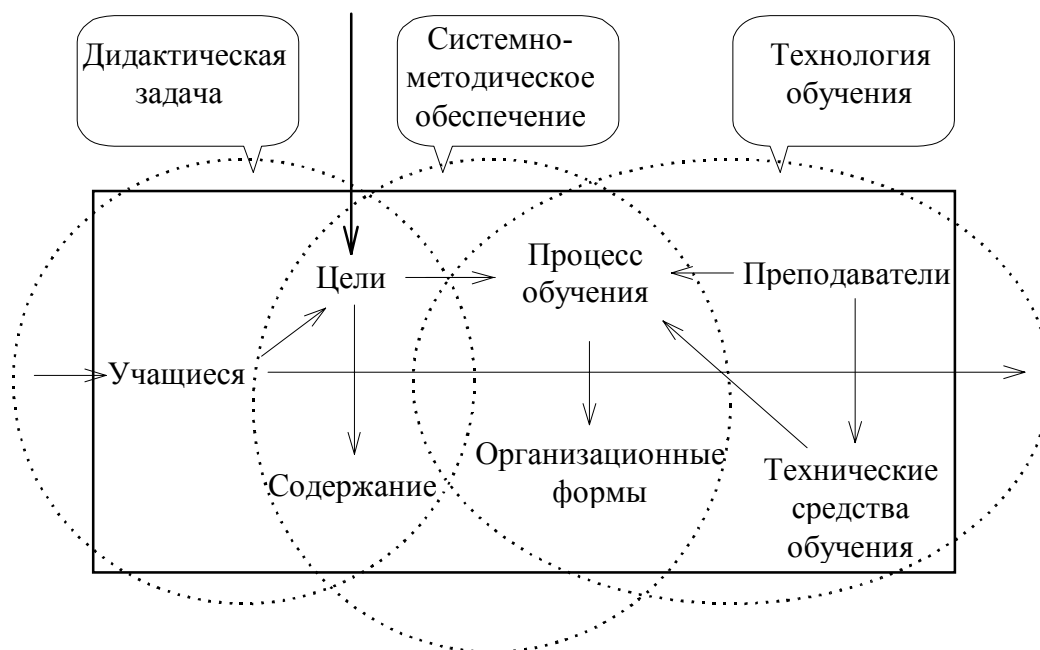 Дидактическая
задача
Системно-
методическое
обеспечение
Технология
обучения
Цели
Процесс
обучения
Преподаватели
Учащиеся
Содержание
Организационные
формы
Технические
средства
обучения